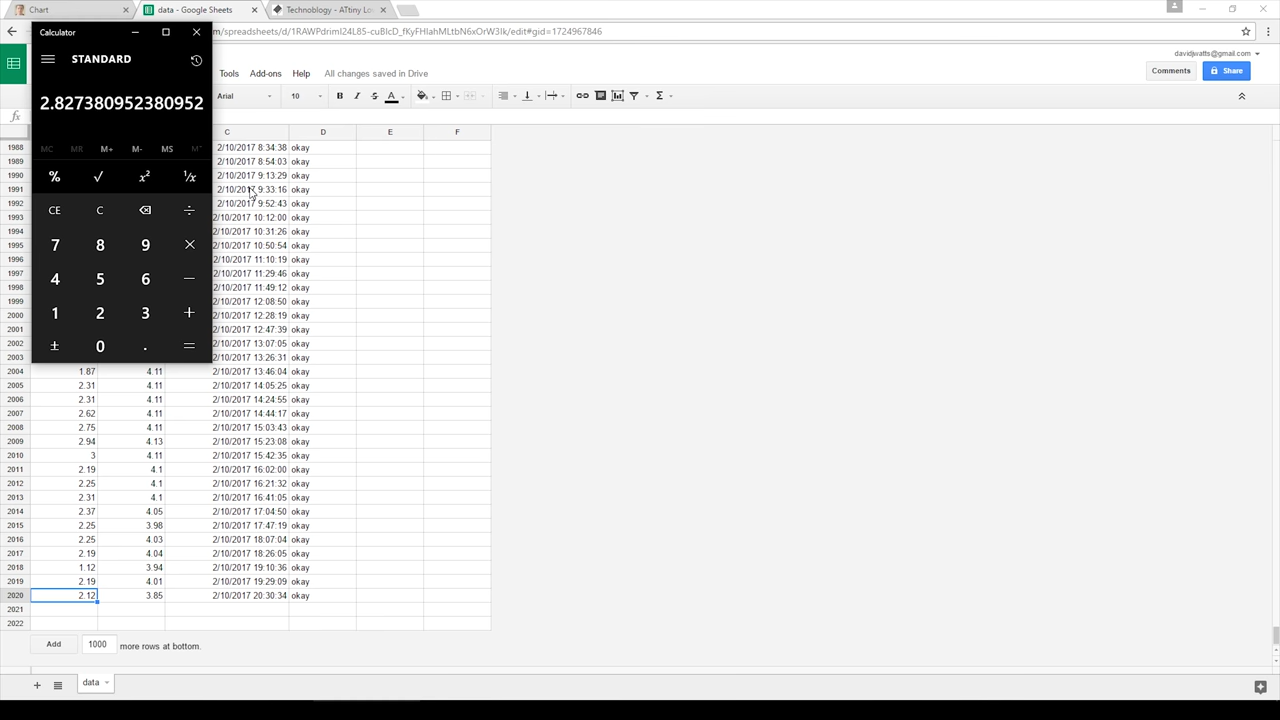 Chart
data - Google Sheets
Technoblogy - ATtiny Lo
m/spreadsheets/d/1RAWPdrimI24L85-cuBIcD_fKyFHlahMLtbN6xOrW3Ik/edit#gid=1724967846
davidjwatts@gmail.com
Calculator
STANDARD
2.827380952380952
MC MR M+ M- MS M
% √ x² ¹/x
CE C ÷
7 8 9 ×
4 5 6 −
1 2 3 +
± 0 . =
Tools Add-ons Help All changes saved in Drive
Comments Share
Arial 10 B I S A Σ
fx
C D E F
1988 2/10/2017 8:34:38 okay
1989 2/10/2017 8:54:03 okay
1990 2/10/2017 9:13:29 okay
1991 2/10/2017 9:33:16 okay
1992 2/10/2017 9:52:43 okay
1993 2/10/2017 10:12:00 okay
1994 2/10/2017 10:31:26 okay
1995 2/10/2017 10:50:54 okay
1996 2/10/2017 11:10:19 okay
1997 2/10/2017 11:29:46 okay
1998 2/10/2017 11:49:12 okay
1999 2/10/2017 12:08:50 okay
2000 2/10/2017 12:28:19 okay
2001 2/10/2017 12:47:39 okay
2002 2/10/2017 13:07:05 okay
2003 2/10/2017 13:26:31 okay
2004 1.87 4.11 2/10/2017 13:46:04 okay
2005 2.31 4.11 2/10/2017 14:05:25 okay
2006 2.31 4.11 2/10/2017 14:24:55 okay
2007 2.62 4.11 2/10/2017 14:44:17 okay
2008 2.75 4.11 2/10/2017 15:03:43 okay
2009 2.94 4.13 2/10/2017 15:23:08 okay
2010 3 4.11 2/10/2017 15:42:35 okay
2011 2.19 4.1 2/10/2017 16:02:00 okay
2012 2.25 4.1 2/10/2017 16:21:32 okay
2013 2.31 4.1 2/10/2017 16:41:05 okay
2014 2.37 4.05 2/10/2017 17:04:50 okay
2015 2.25 3.98 2/10/2017 17:47:19 okay
2016 2.25 4.03 2/10/2017 18:07:04 okay
2017 2.19 4.04 2/10/2017 18:26:05 okay
2018 1.12 3.94 2/10/2017 19:10:36 okay
2019 2.19 4.01 2/10/2017 19:29:09 okay
2020 2.12 3.85 2/10/2017 20:30:34 okay
2021
2022
Add 1000 more rows at bottom.
data